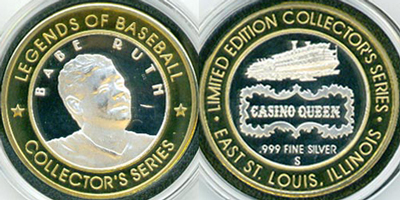 LEGENDS OF BASEBALL
BABE RUTH
COLLECTOR'S SERIES
LIMITED EDITION COLLECTOR'S SERIES
CASINO QUEEN
.999 FINE SILVER
S
EAST ST. LOUIS, ILLINOIS